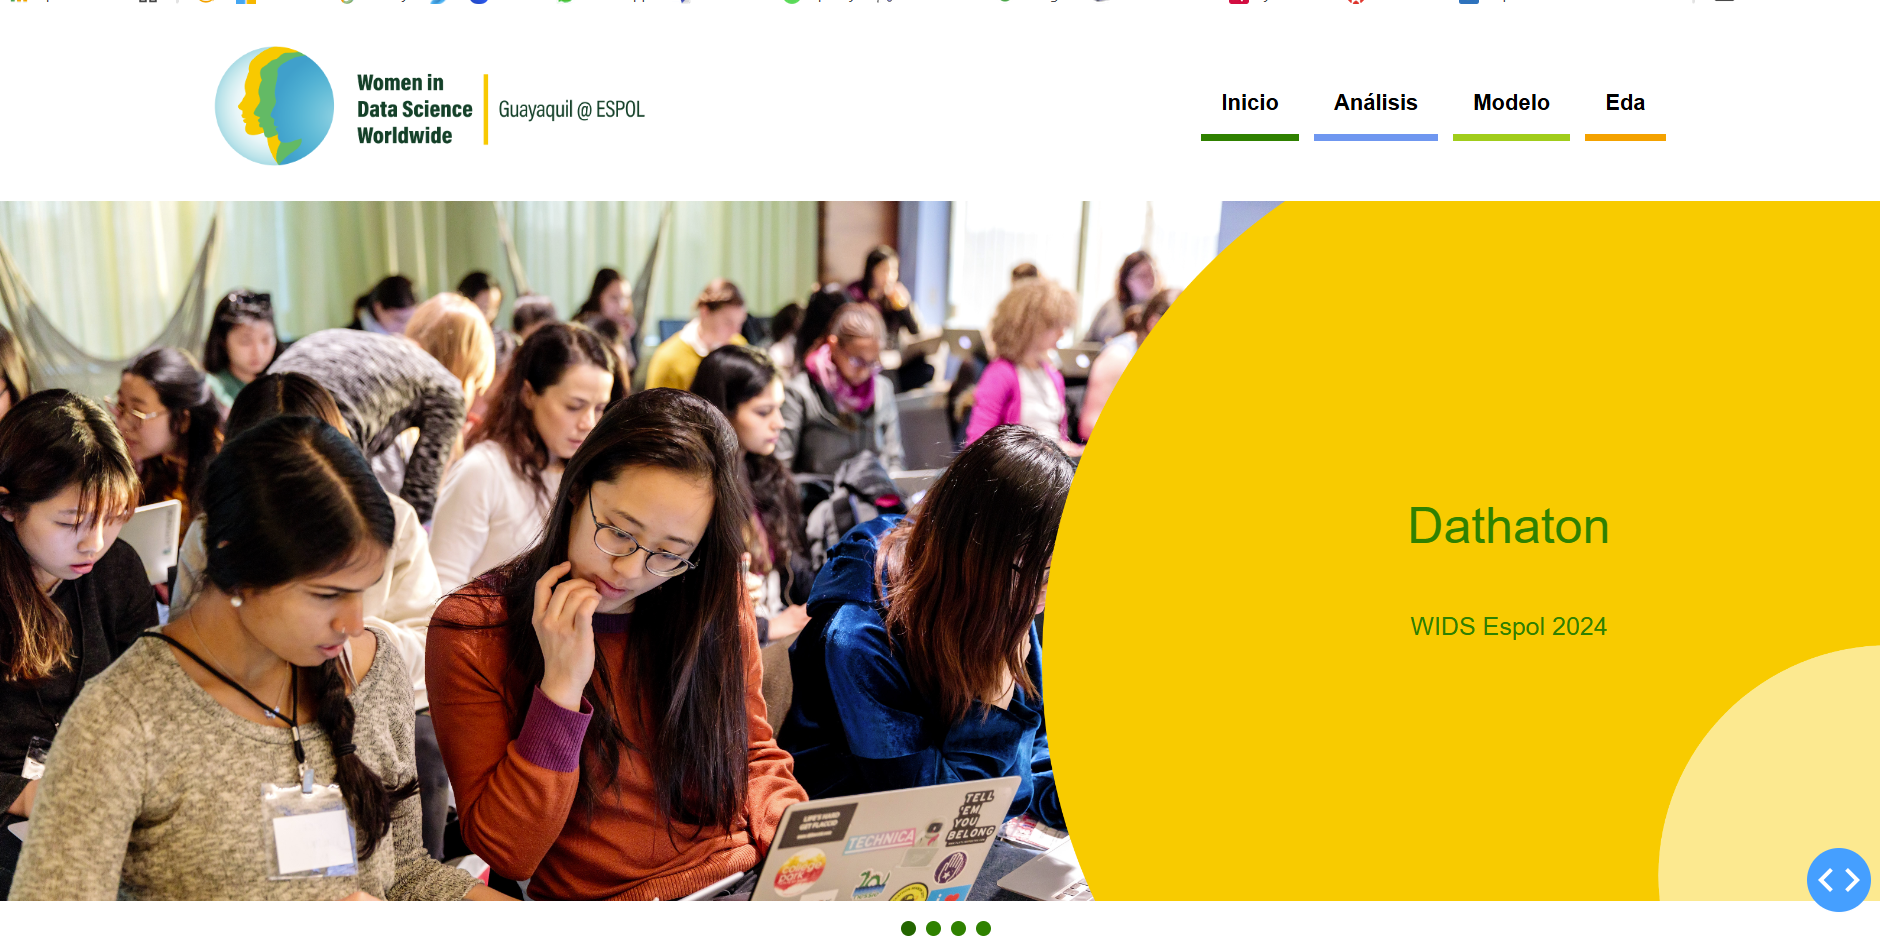 Women in
Data Science
Worldwide
Guayaquil @ ESPOL
Inicio
Análisis
Modelo
Eda
Dathaton
WIDS Espol 2024
TELL
'EM
YOU
BELONG
TECHNICA